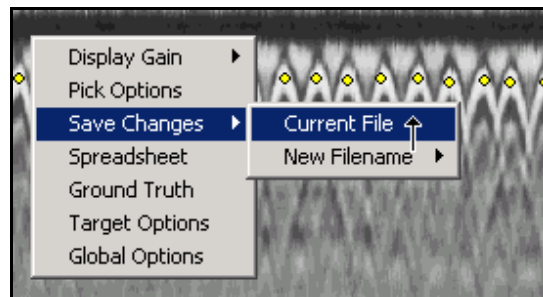 Display Gain
Pick Options
Save Changes
Current File
New Filename
Spreadsheet
Ground Truth
Target Options
Global Options